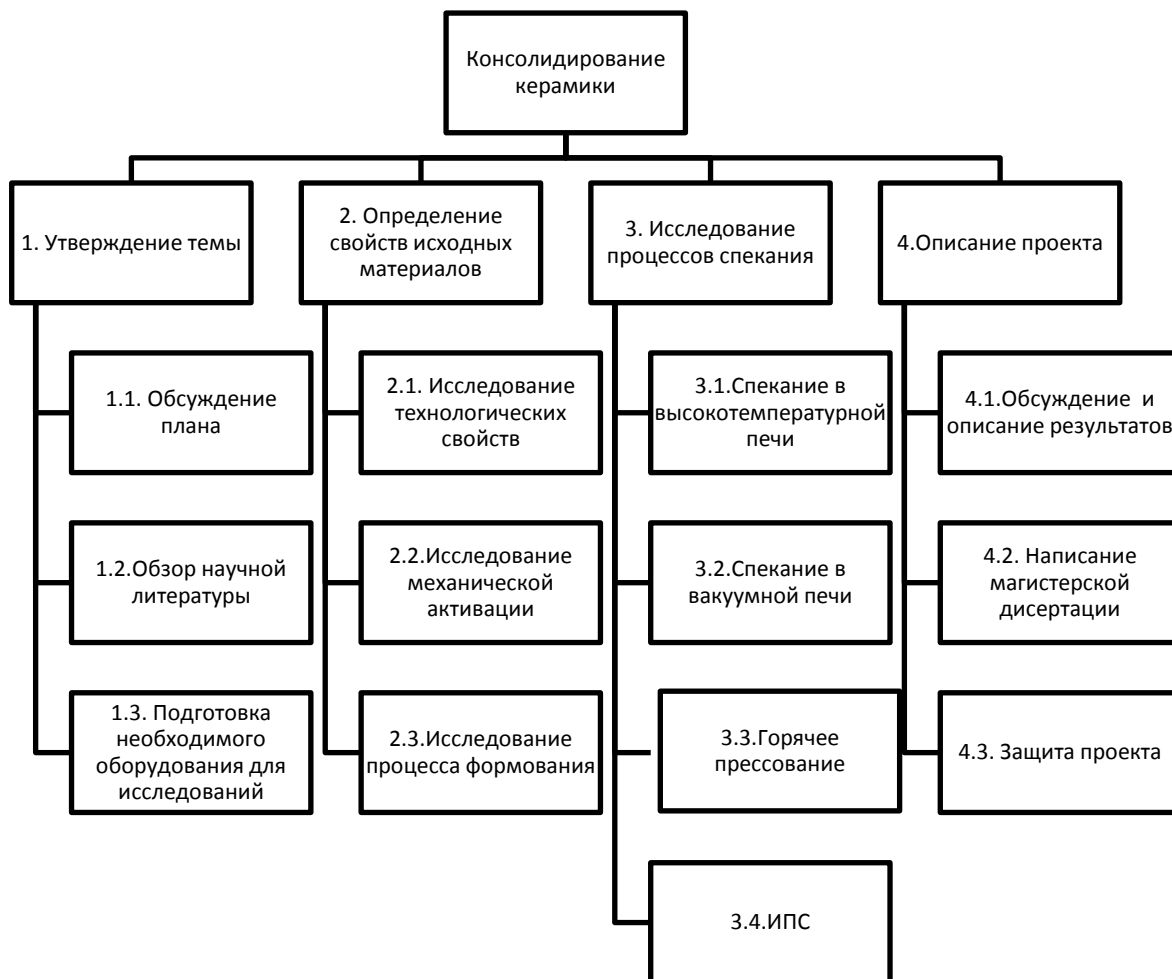 Консолидирование
керамики
1. Утверждение темы
2. Определение
свойств исходных
материалов
3. Исследование
процессов спекания
4.Описание проекта
1.1. Обсуждение
плана
1.2.Обзор научной
литературы
1.3. Подготовка
необходимого
оборудования для
исследований
2.1. Исследование
технологических
свойств
2.2.Исследование
механической
активации
2.3.Исследование
процесса формования
3.1.Спекание в
высокотемпературной
печи
3.2.Спекание в
вакуумной печи
3.3.Горячее
прессование
3.4.ИПС
4.1.Обсуждение и
описание результатов
4.2. Написание
магистерской
дисертации
4.3. Защита проекта